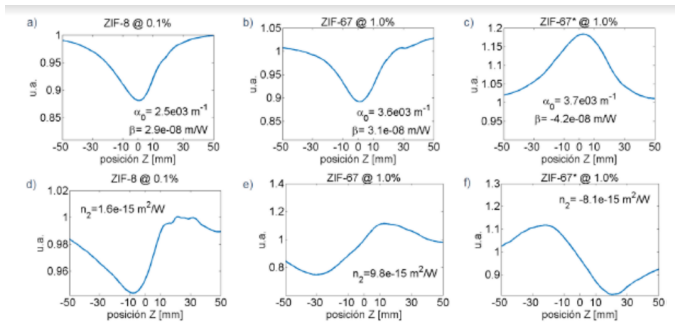 a) ZIF-8 @ 0.1%
1
0.95
0.9
0.85
u.a.
α₀= 2.5e03 m⁻¹
β= 2.9e-08 m/W
-50 -30 -10 0 10 30 50
posición Z [mm]
b) ZIF-67 @ 1.0%
1.05
1
0.95
0.9
0.85
u.a.
α₀= 3.6e03 m⁻¹
β= 3.1e-08 m/W
-50 -30 -10 0 10 30 50
posición Z [mm]
c) ZIF-67* @ 1.0%
1.2
1.15
1.1
1.05
1
0.95
u.a.
α₀= 3.7e03 m⁻¹
β= -4.2e-08 m/W
-50 -30 -10 0 10 30 50
posición Z [mm]
d) ZIF-8 @ 0.1%
1.02
1
0.98
0.96
u.a.
n₂=1.6e-15 m²/W
-50 -30 -10 0 10 30 50
posición Z [mm]
e) ZIF-67 @ 1.0%
1.4
1.2
1
0.8
u.a.
n₂=9.8e-15 m²/W
-50 -30 -10 0 10 30 50
posición Z [mm]
f) ZIF-67* @ 1.0%
1.3
1.2
1.1
1
0.9
u.a.
n₂= -8.1e-15 m²/W
-50 -30 -10 0 10 30 50
posición Z [mm]